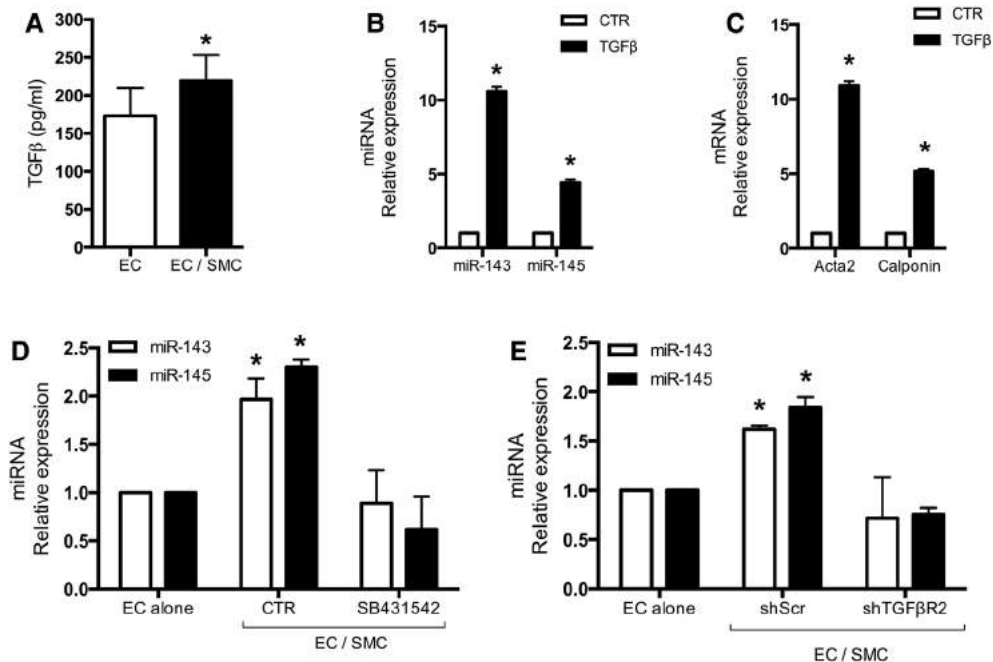 A
TGFβ (pg/ml)
300
250
200
150
100
50
0
*
EC
EC / SMC
B
CTR
TGFβ
miRNA
Relative expression
15
10
5
0
*
*
miR-143
miR-145
C
CTR
TGFβ
mRNA
Relative expression
15
10
5
0
*
*
Acta2
Calponin
D
miR-143
miR-145
miRNA
Relative expression
2.5
2.0
1.5
1.0
0.5
0.0
*
*
EC alone
CTR
SB431542
EC / SMC
E
miR-143
miR-145
miRNA
Relative expression
2.5
2.0
1.5
1.0
0.5
0.0
*
*
EC alone
shScr
shTGFβR2
EC / SMC